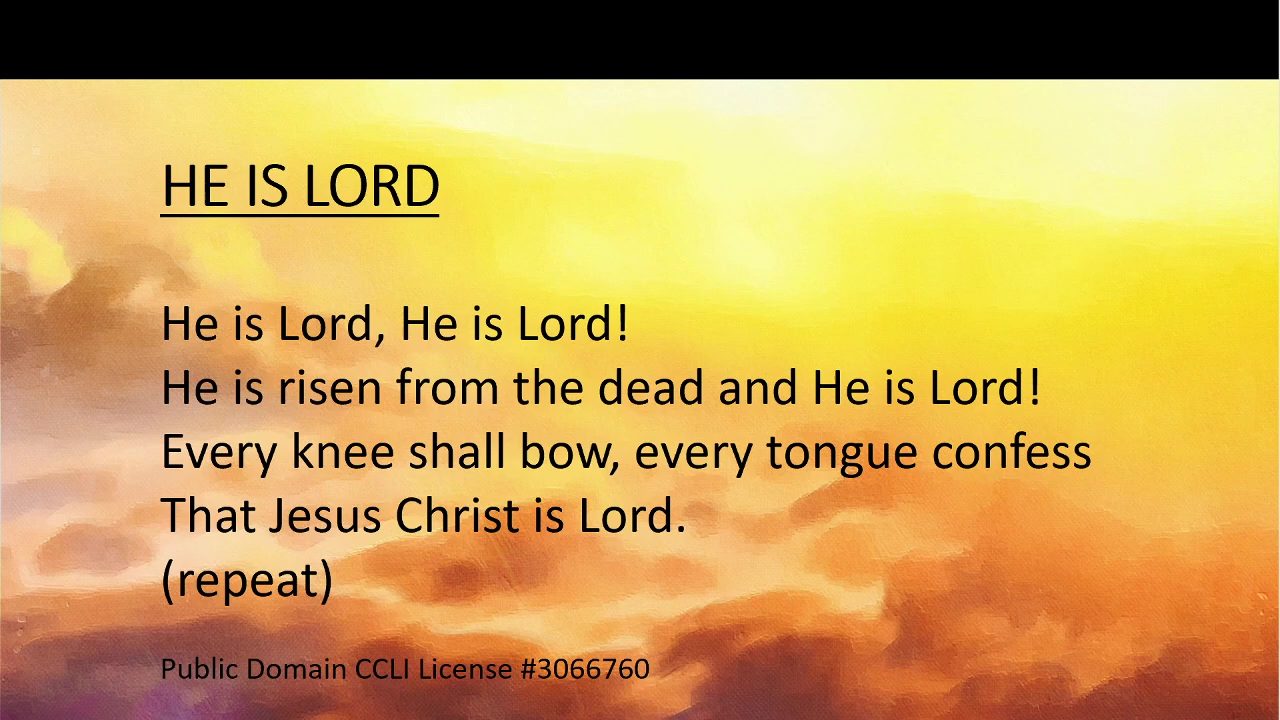 HE IS LORD
He is Lord, He is Lord!
He is risen from the dead and He is Lord!
Every knee shall bow, every tongue confess
That Jesus Christ is Lord.
(repeat)
Public Domain CCLI License #3066760